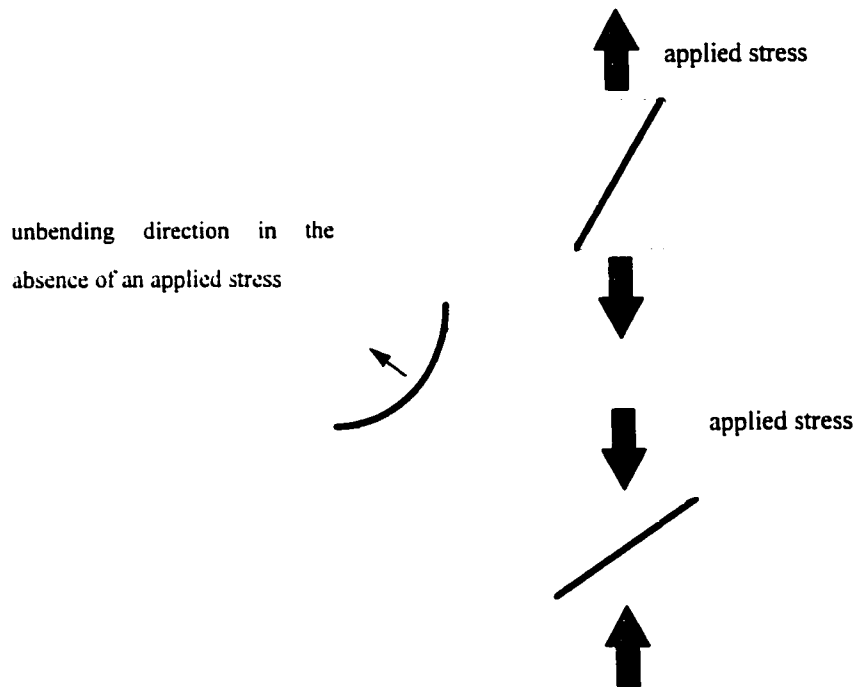 applied stress
unbending direction in the
absence of an applied stress
applied stress